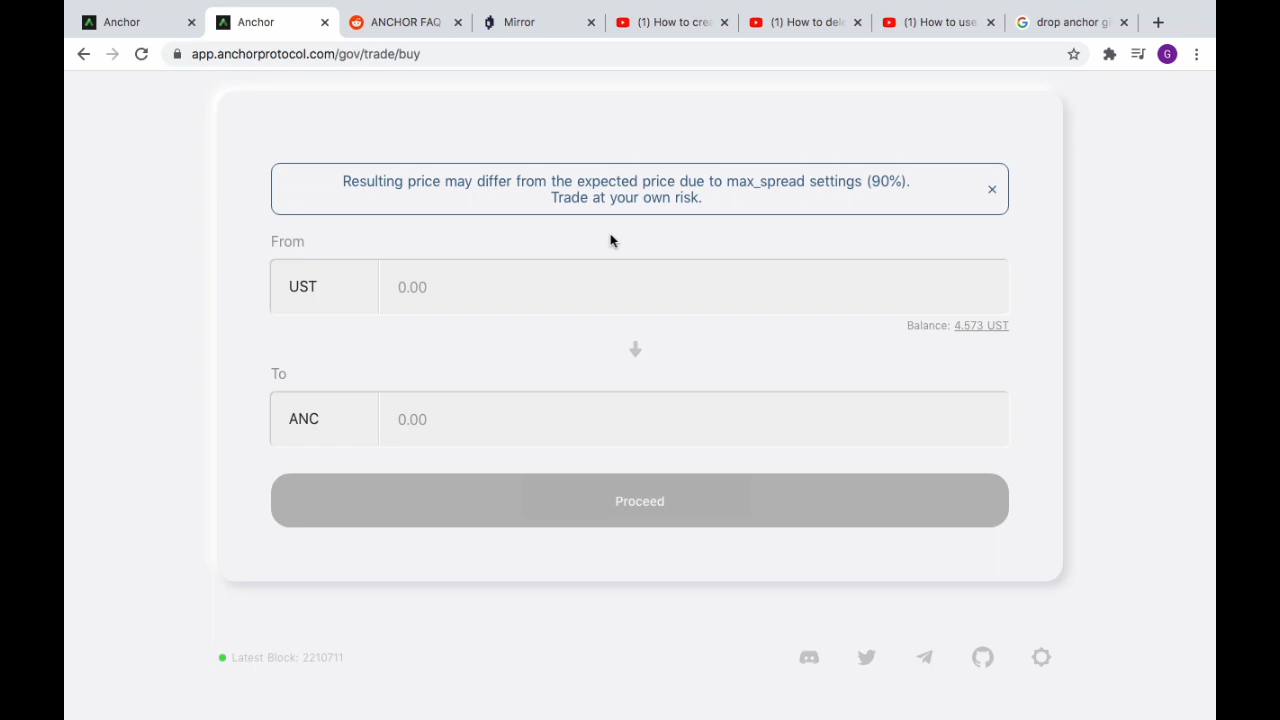 Anchor
Anchor
ANCHOR FAQ
Mirror
(1) How to crea
(1) How to dele
(1) How to use
drop anchor gi
app.anchorprotocol.com/gov/trade/buy
G
Resulting price may differ from the expected price due to max_spread settings (90%).
Trade at your own risk.
From
UST
0.00
Balance: 4.573 UST
To
ANC
0.00
Proceed
Latest Block: 2210711